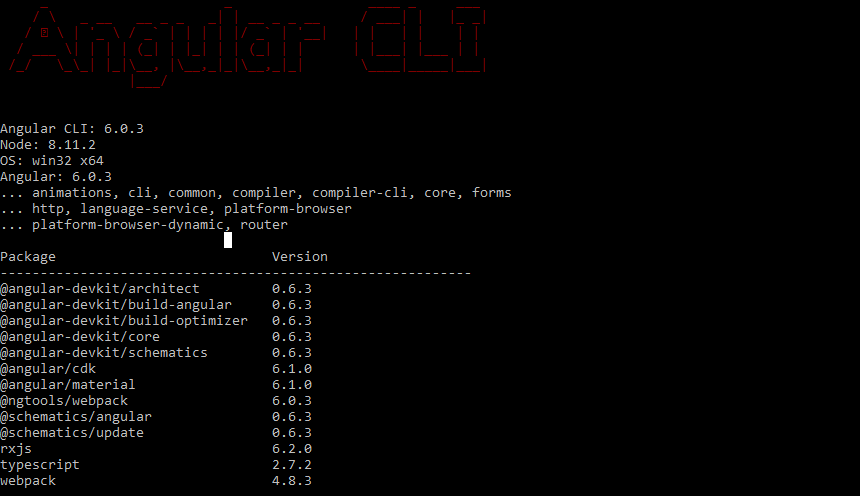 Angular CLI
Angular CLI: 6.0.3
Node: 8.11.2
OS: win32 x64
Angular: 6.0.3
... animations, cli, common, compiler, compiler-cli, core, forms
... http, language-service, platform-browser
... platform-browser-dynamic, router
Package                           Version
-----------------------------------------------------------
@angular-devkit/architect         0.6.3
@angular-devkit/build-angular     0.6.3
@angular-devkit/build-optimizer   0.6.3
@angular-devkit/core              0.6.3
@angular-devkit/schematics        0.6.3
@angular/cdk                      6.1.0
@angular/material                 6.1.0
@ngtools/webpack                  6.0.3
@schematics/angular               0.6.3
@schematics/update                0.6.3
rxjs                              6.2.0
typescript                        2.7.2
webpack                           4.8.3